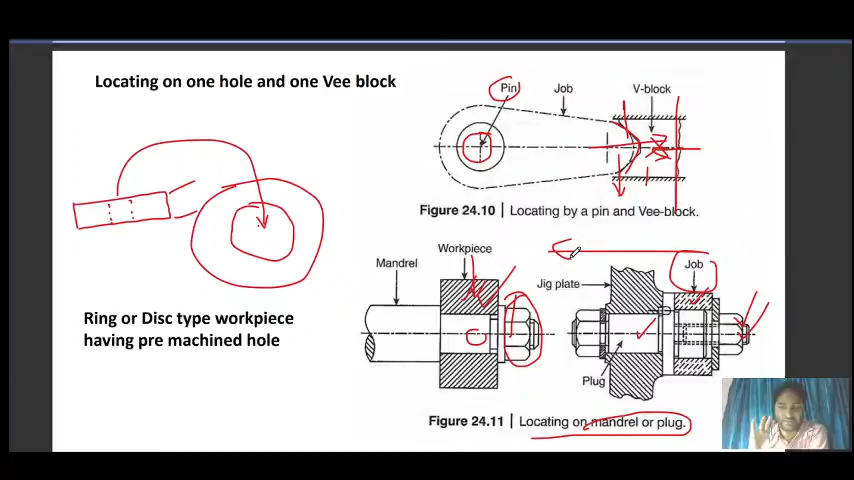 Locating on one hole and one Vee block
Pin
Job
V-block
Figure 24.10 | Locating by a pin and Vee-block.
Workpiece
Mandrel
Job
Jig plate
Ring or Disc type workpiece
having pre machined hole
Plug
Figure 24.11 | Locating on mandrel or plug.